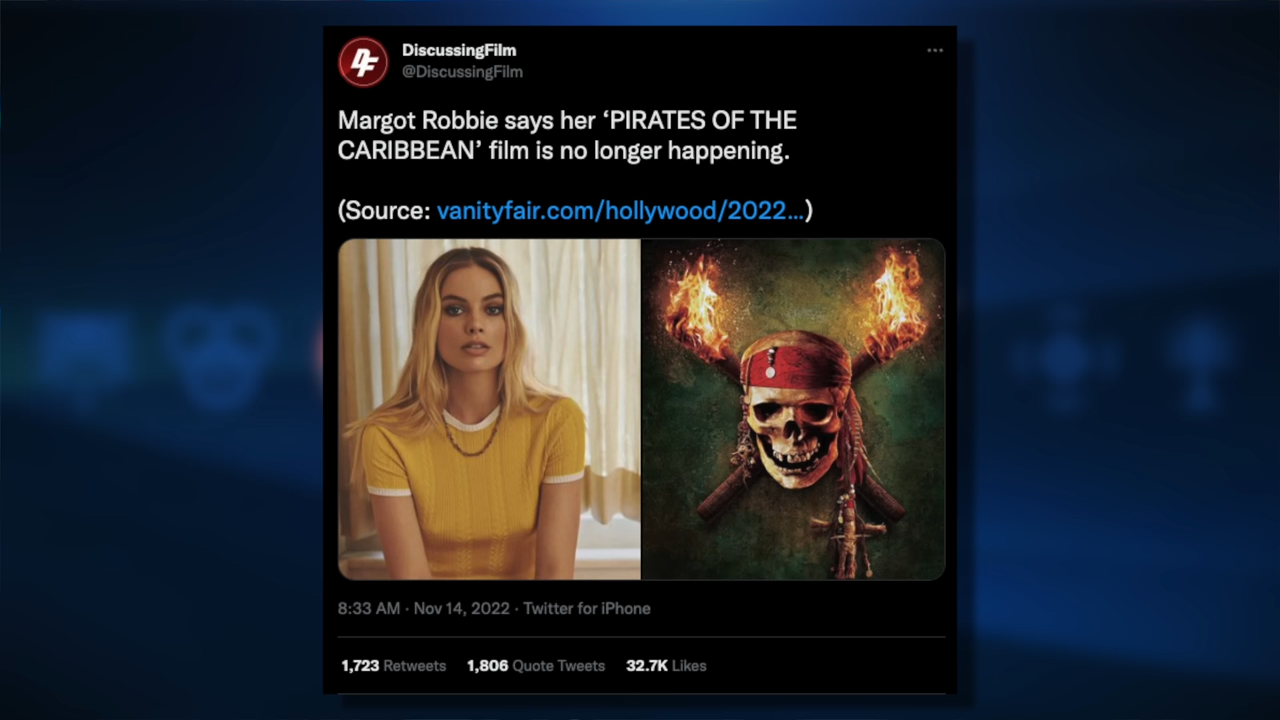 DF
DiscussingFilm
@DiscussingFilm
Margot Robbie says her ‘PIRATES OF THE
CARIBBEAN’ film is no longer happening.
(Source: vanityfair.com/hollywood/2022...)
8:33 AM · Nov 14, 2022 · Twitter for iPhone
1,723 Retweets 1,806 Quote Tweets 32.7K Likes